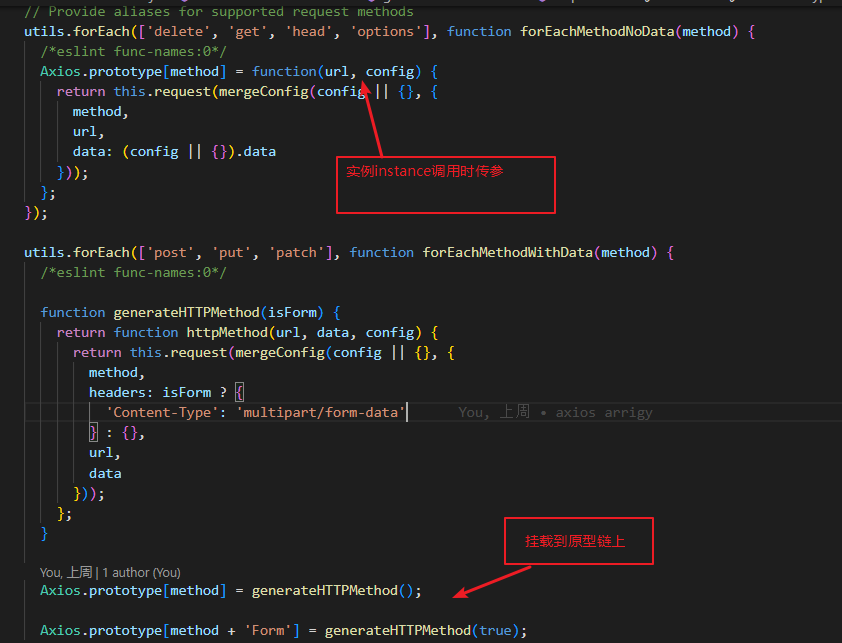 // Provide aliases for supported request methods
utils.forEach(['delete', 'get', 'head', 'options'], function forEachMethodNoData(method) {
/*eslint func-names:0*/
Axios.prototype[method] = function(url, config) {
return this.request(mergeConfig(config || {}, {
method,
url,
data: (config || {}).data
}));
};
});
实例instance调用时传参
utils.forEach(['post', 'put', 'patch'], function forEachMethodWithData(method) {
/*eslint func-names:0*/
function generateHTTPMethod(isForm) {
return function httpMethod(url, data, config) {
return this.request(mergeConfig(config || {}, {
method,
headers: isForm ? {
'Content-Type': 'multipart/form-data' You, 上周 • axios arrigy
} : {},
url,
data
}));
};
}
挂载到原型链上
You, 上周 | 1 author (You)
Axios.prototype[method] = generateHTTPMethod();
Axios.prototype[method + 'Form'] = generateHTTPMethod(true);